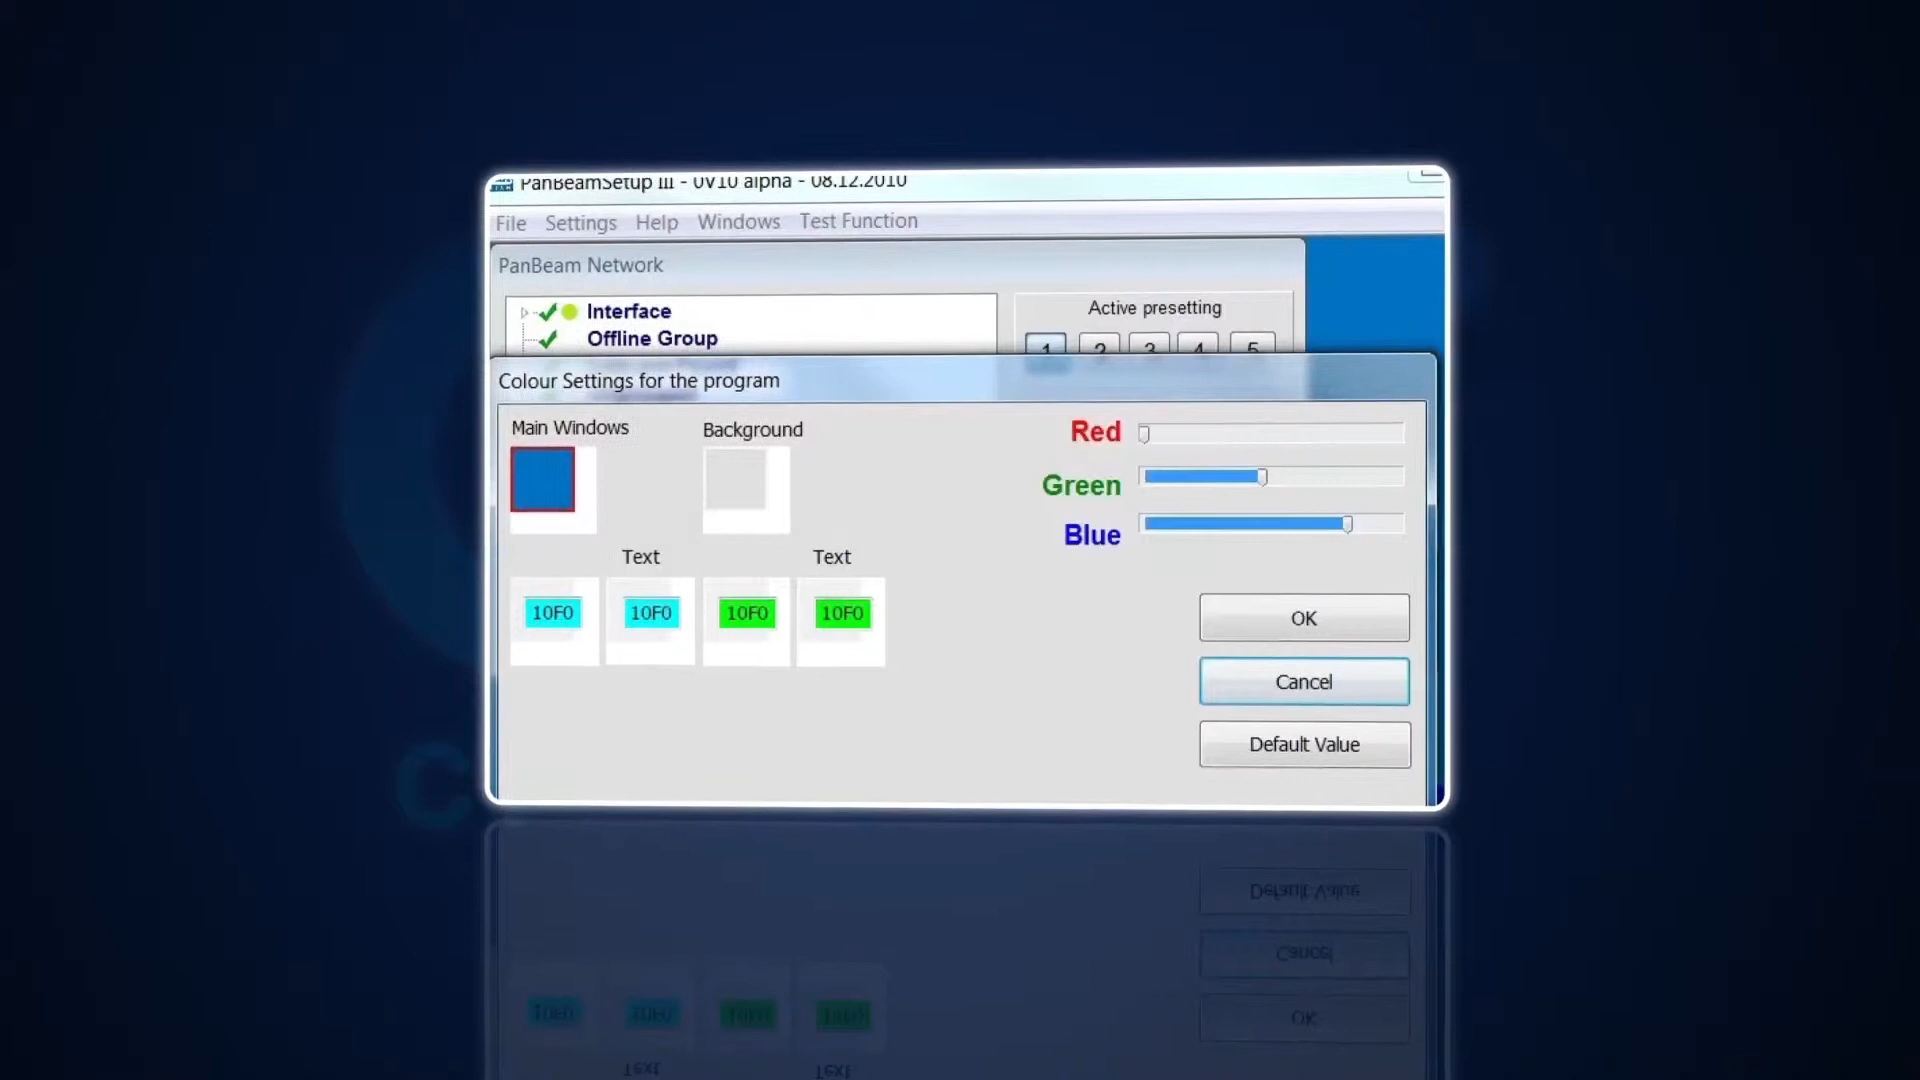 PanBeamSetup III - 0V10 alpha - 08.12.2010
File Settings Help Windows Test Function
PanBeam Network
Interface
Offline Group
Active presetting
1 2 3 4 5
Colour Settings for the program
Main Windows
Background
Text
Text
10F0
10F0
10F0
10F0
Red
Green
Blue
OK
Cancel
Default Value